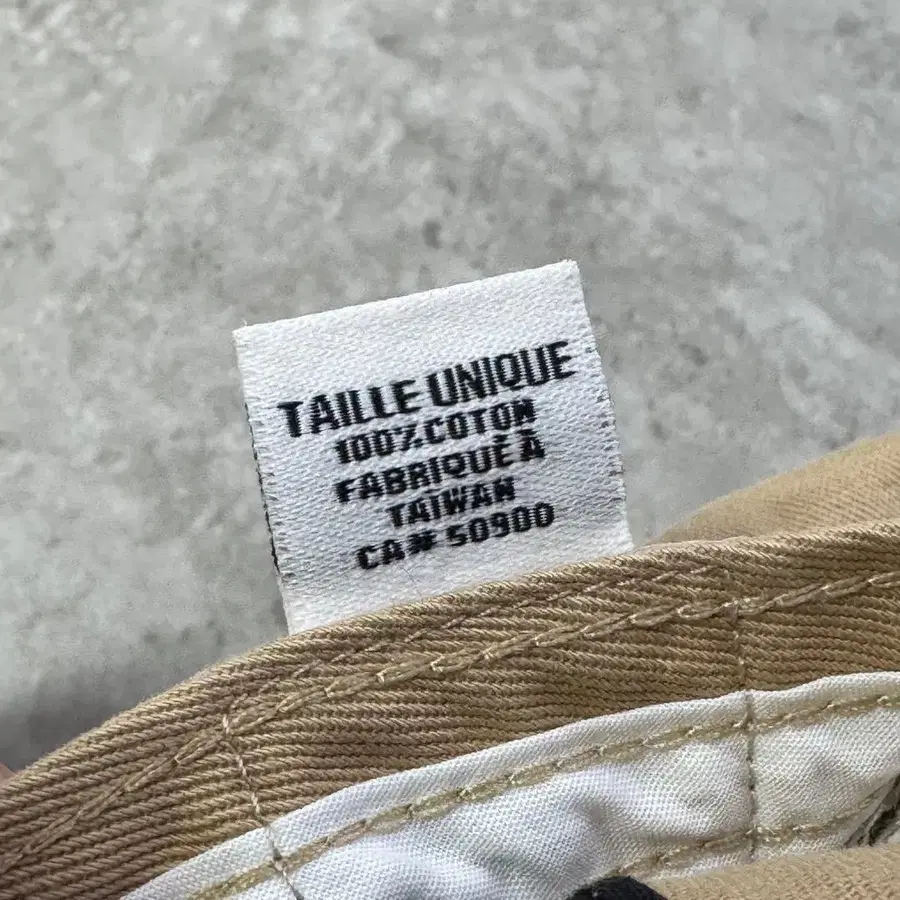 TAILLE UNIQUE
100% COTON
FABRIQUÉ À
TAIWAN
CA# 50900